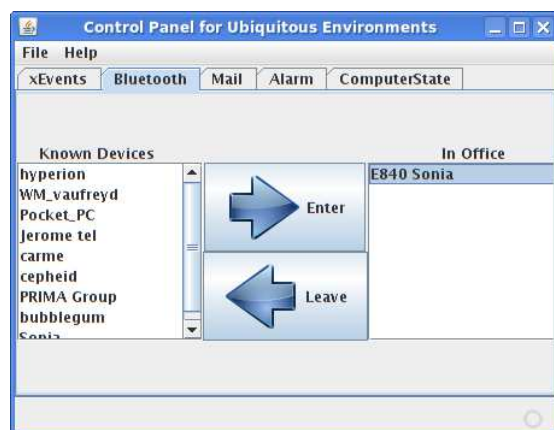 Control Panel for Ubiquitous Environments
File Help
xEvents Bluetooth Mail Alarm ComputerState
Known Devices In Office
hyperion
WM_vaufreyd
Pocket_PC
Jerome tel
carme
cepheid
PRIMA Group
bubblegum
Sonia
Enter
Leave
E840 Sonia